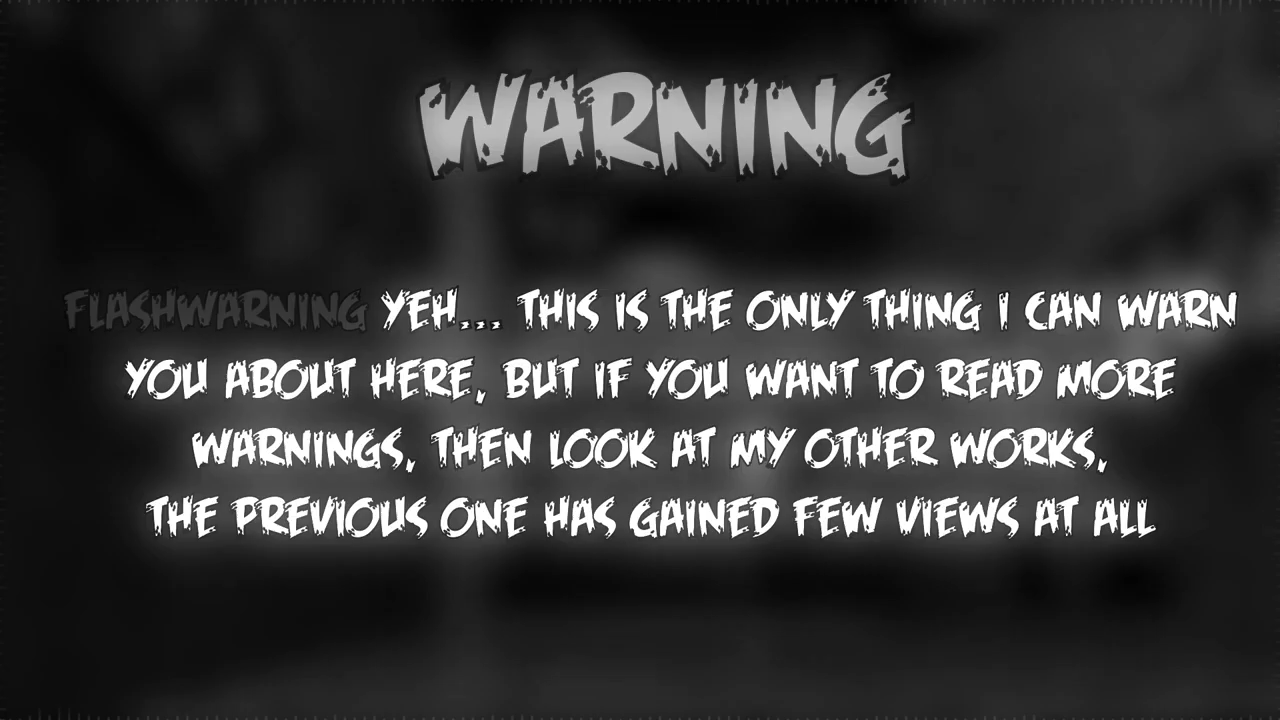 WARNING
FLASHWARNING YEH... THIS IS THE ONLY THING I CAN WARN
YOU ABOUT HERE, BUT IF YOU WANT TO READ MORE
WARNINGS, THEN LOOK AT MY OTHER WORKS,
THE PREVIOUS ONE HAS GAINED FEW VIEWS AT ALL